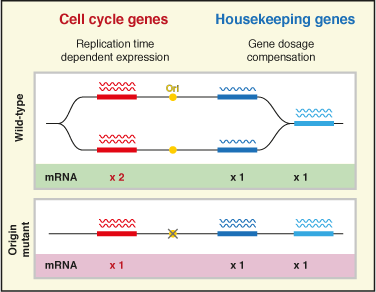 Cell cycle genes
Housekeeping genes
Replication time
dependent expression
Gene dosage
compensation
Wild-type
Ori
mRNA x 2 x 1 x 1
Origin
mutant
mRNA x 1 x 1 x 1